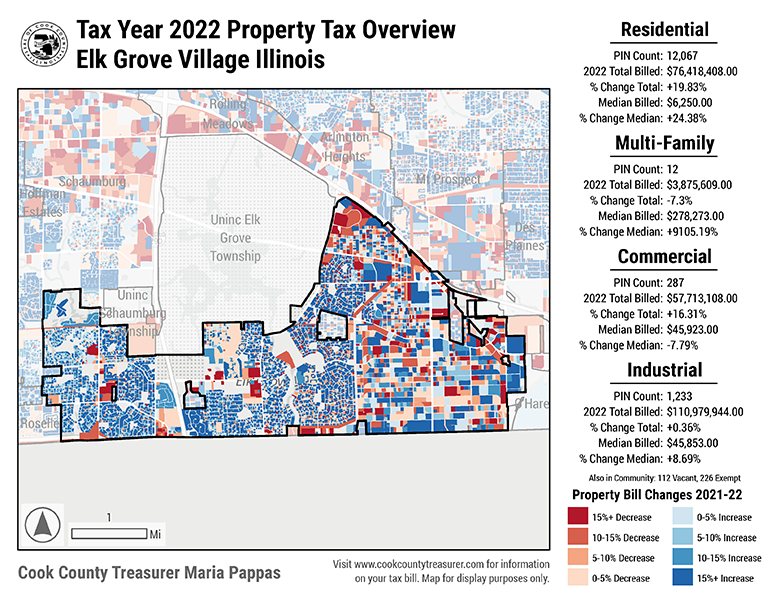 Tax Year 2022 Property Tax Overview
Elk Grove Village Illinois
Rolling
Meadows
Arlington
Heights
Schaumburg
Hoffman
Estates
Mt Prospect
Uninc Elk
Grove
Township
Des
Plaines
Uninc
Schaumburg
Township
Roselle
Hare
1
Mi
Cook County Treasurer Maria Pappas
Visit www.cookcountytreasurer.com for information
on your tax bill. Map for display purposes only.
Residential
PIN Count: 12,067
2022 Total Billed: $76,418,408.00
% Change Total: +19.83%
Median Billed: $6,250.00
% Change Median: +24.38%
Multi-Family
PIN Count: 12
2022 Total Billed: $3,875,609.00
% Change Total: -7.3%
Median Billed: $278,273.00
% Change Median: +9105.19%
Commercial
PIN Count: 287
2022 Total Billed: $57,713,108.00
% Change Total: +16.31%
Median Billed: $45,923.00
% Change Median: -7.79%
Industrial
PIN Count: 1,233
2022 Total Billed: $110,979,944.00
% Change Total: +0.36%
Median Billed: $45,853.00
% Change Median: +8.69%
Also in Community: 112 Vacant, 226 Exempt
Property Bill Changes 2021-22
15%+ Decrease
10-15% Decrease
5-10% Decrease
0-5% Decrease
0-5% Increase
5-10% Increase
10-15% Increase
15%+ Increase